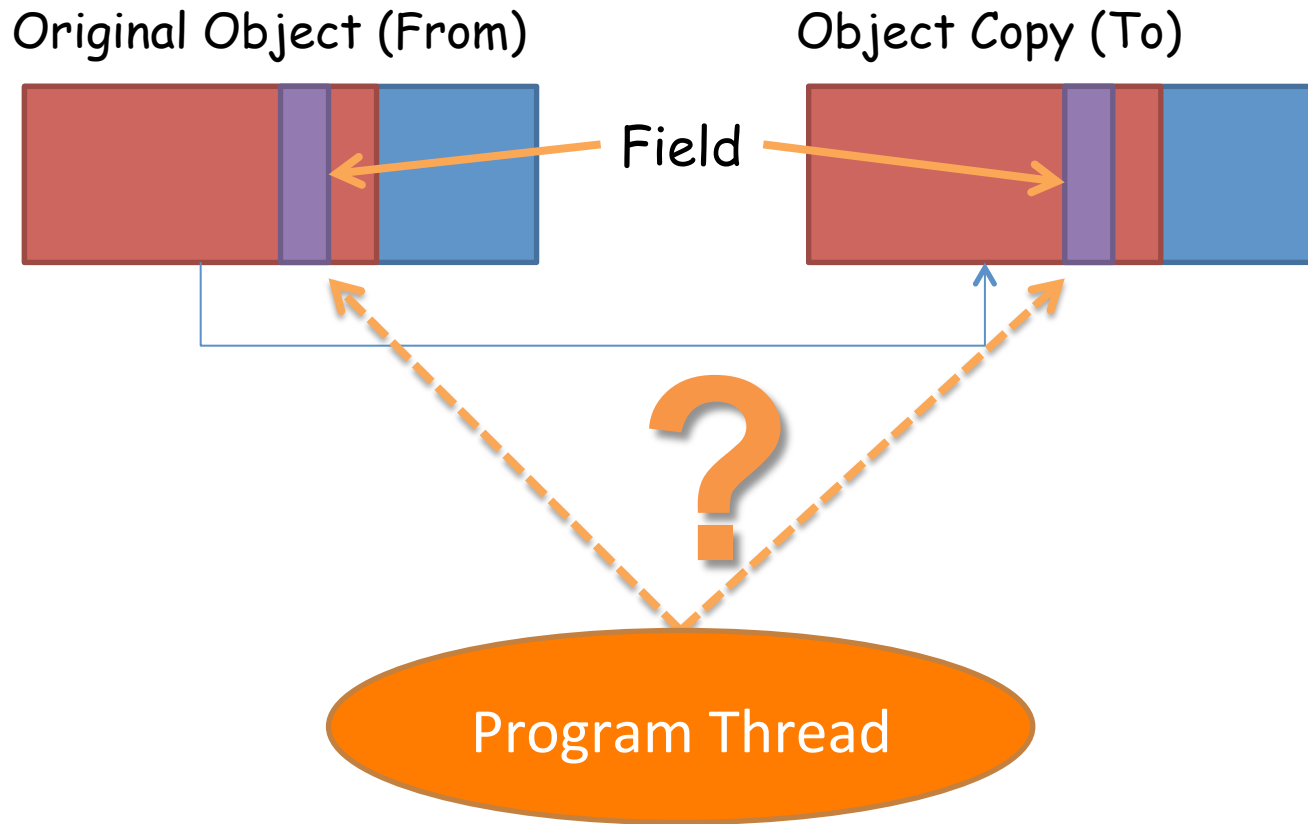 Original Object (From)
Object Copy (To)
Field
?
Program Thread